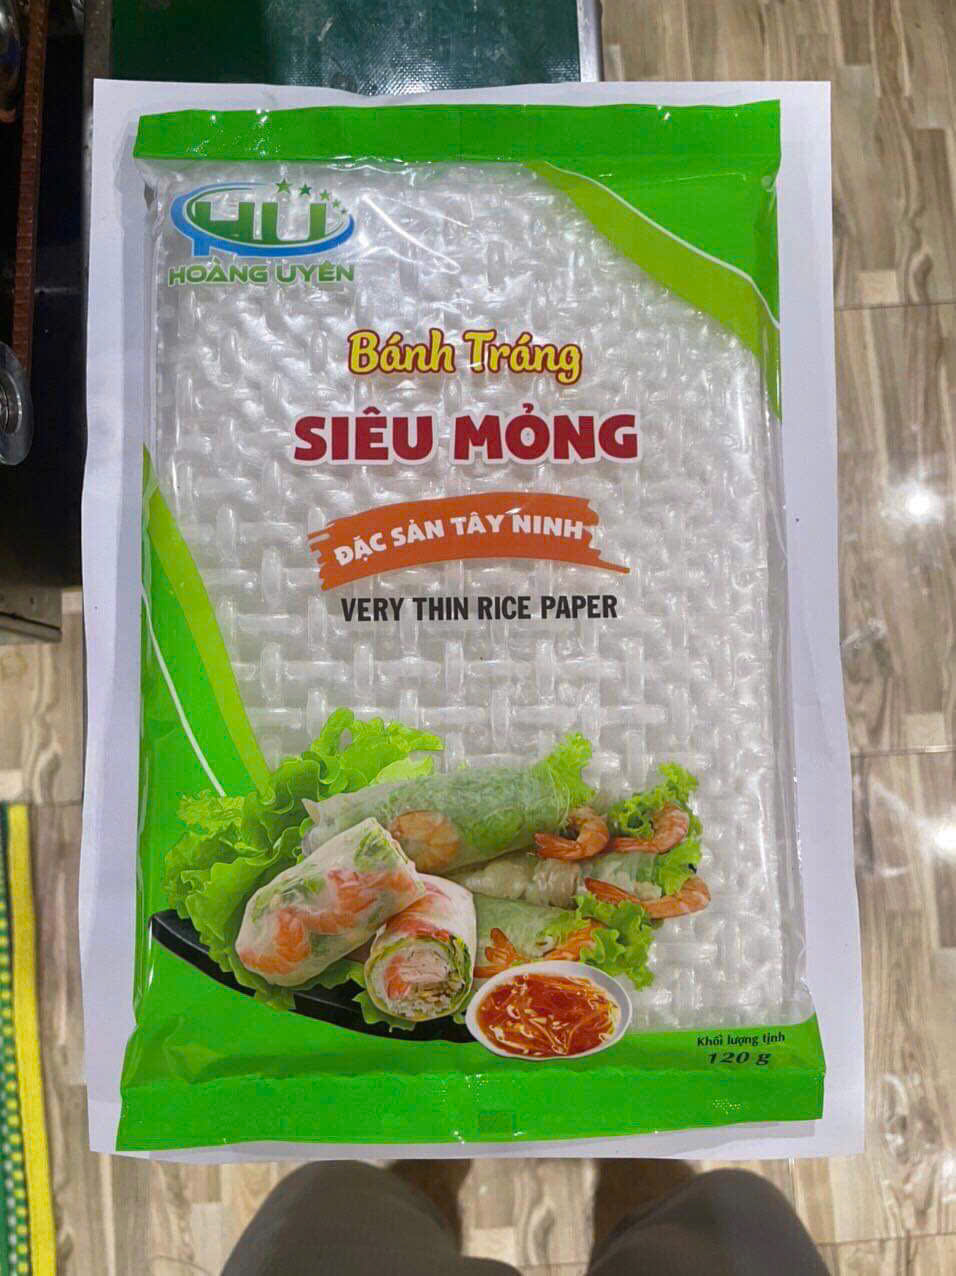 HU
HOÀNG UYÊN
Bánh Tráng
SIÊU MỎNG
ĐẶC SẢN TÂY NINH
VERY THIN RICE PAPER
Khối lượng tịnh
120 g